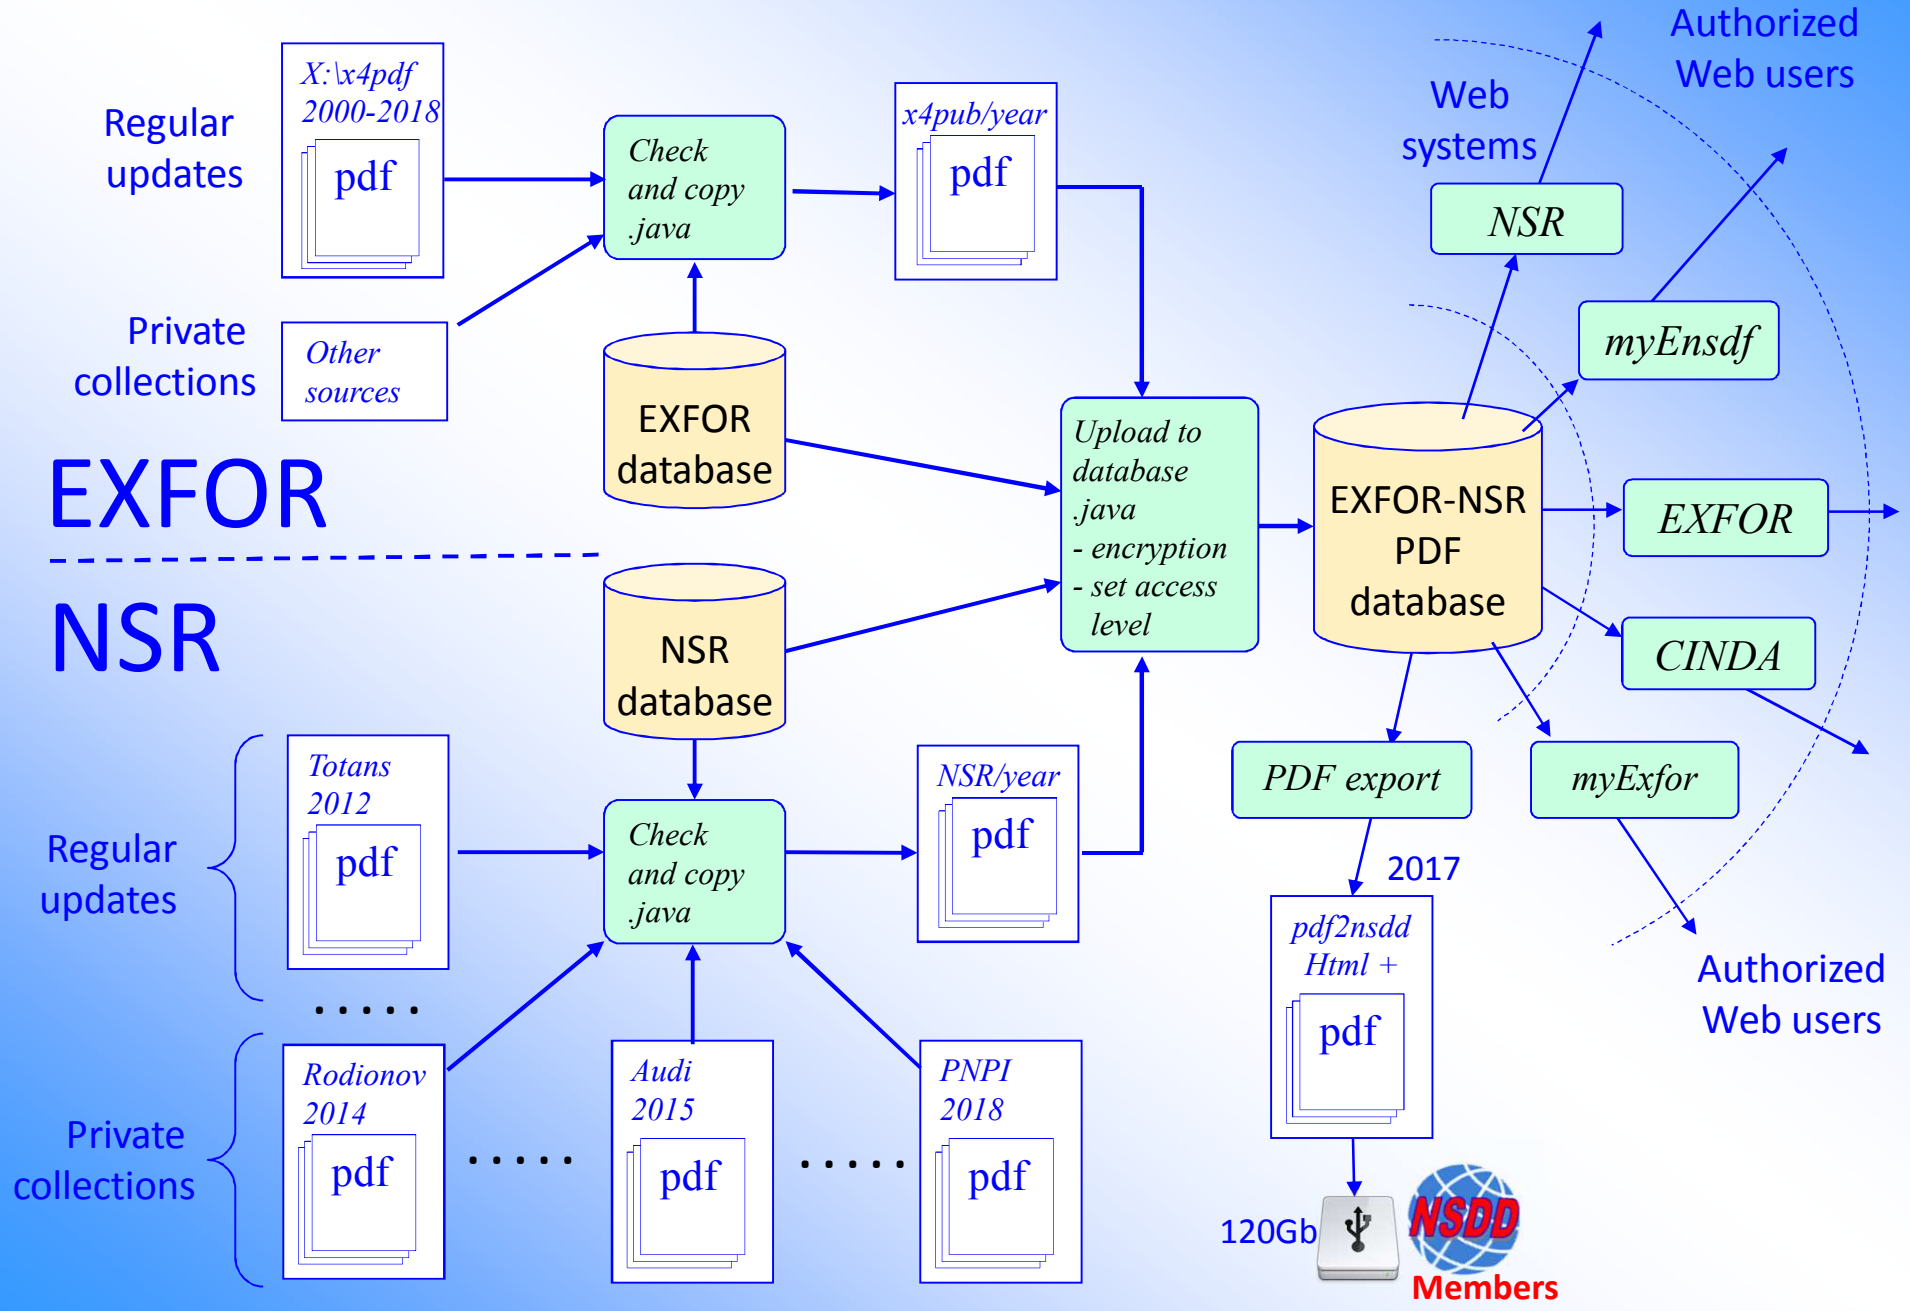 Regular
updates
X:\x4pdf
2000-2018
pdf
Check
and copy
.java
x4pub/year
pdf
Web
systems
Authorized
Web users
NSR
myEnsdf
Private
collections
Other
sources
EXFOR
database
Upload to
database
.java
- encryption
- set access
level
EXFOR-NSR
PDF
database
EXFOR
CINDA
EXFOR
NSR
NSR
database
PDF export
myExfor
Regular
updates
Totans
2012
pdf
. . . . .
Check
and copy
.java
NSR/year
pdf
2017
pdf2nsdd
Html +
pdf
Authorized
Web users
Private
collections
Rodionov
2014
pdf
. . . . .
Audi
2015
pdf
. . . . .
PNPI
2018
pdf
120Gb
NSDD
Members